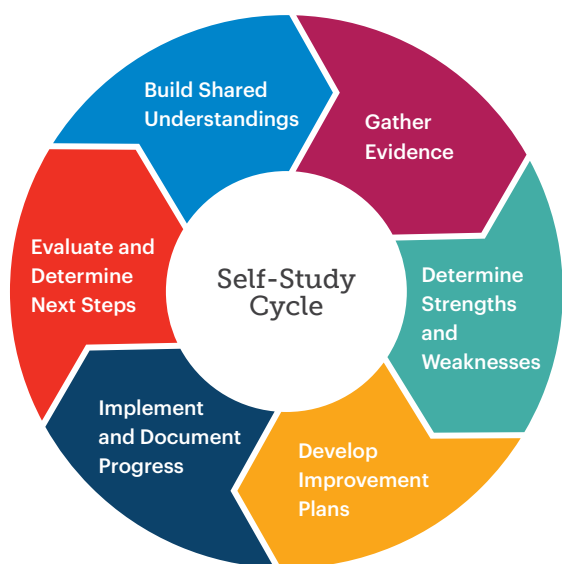 Build Shared
Understandings
Gather
Evidence
Determine
Strengths
and
Weaknesses
Develop
Improvement
Plans
Implement
and Document
Progress
Evaluate and
Determine
Next Steps
Self-Study
Cycle